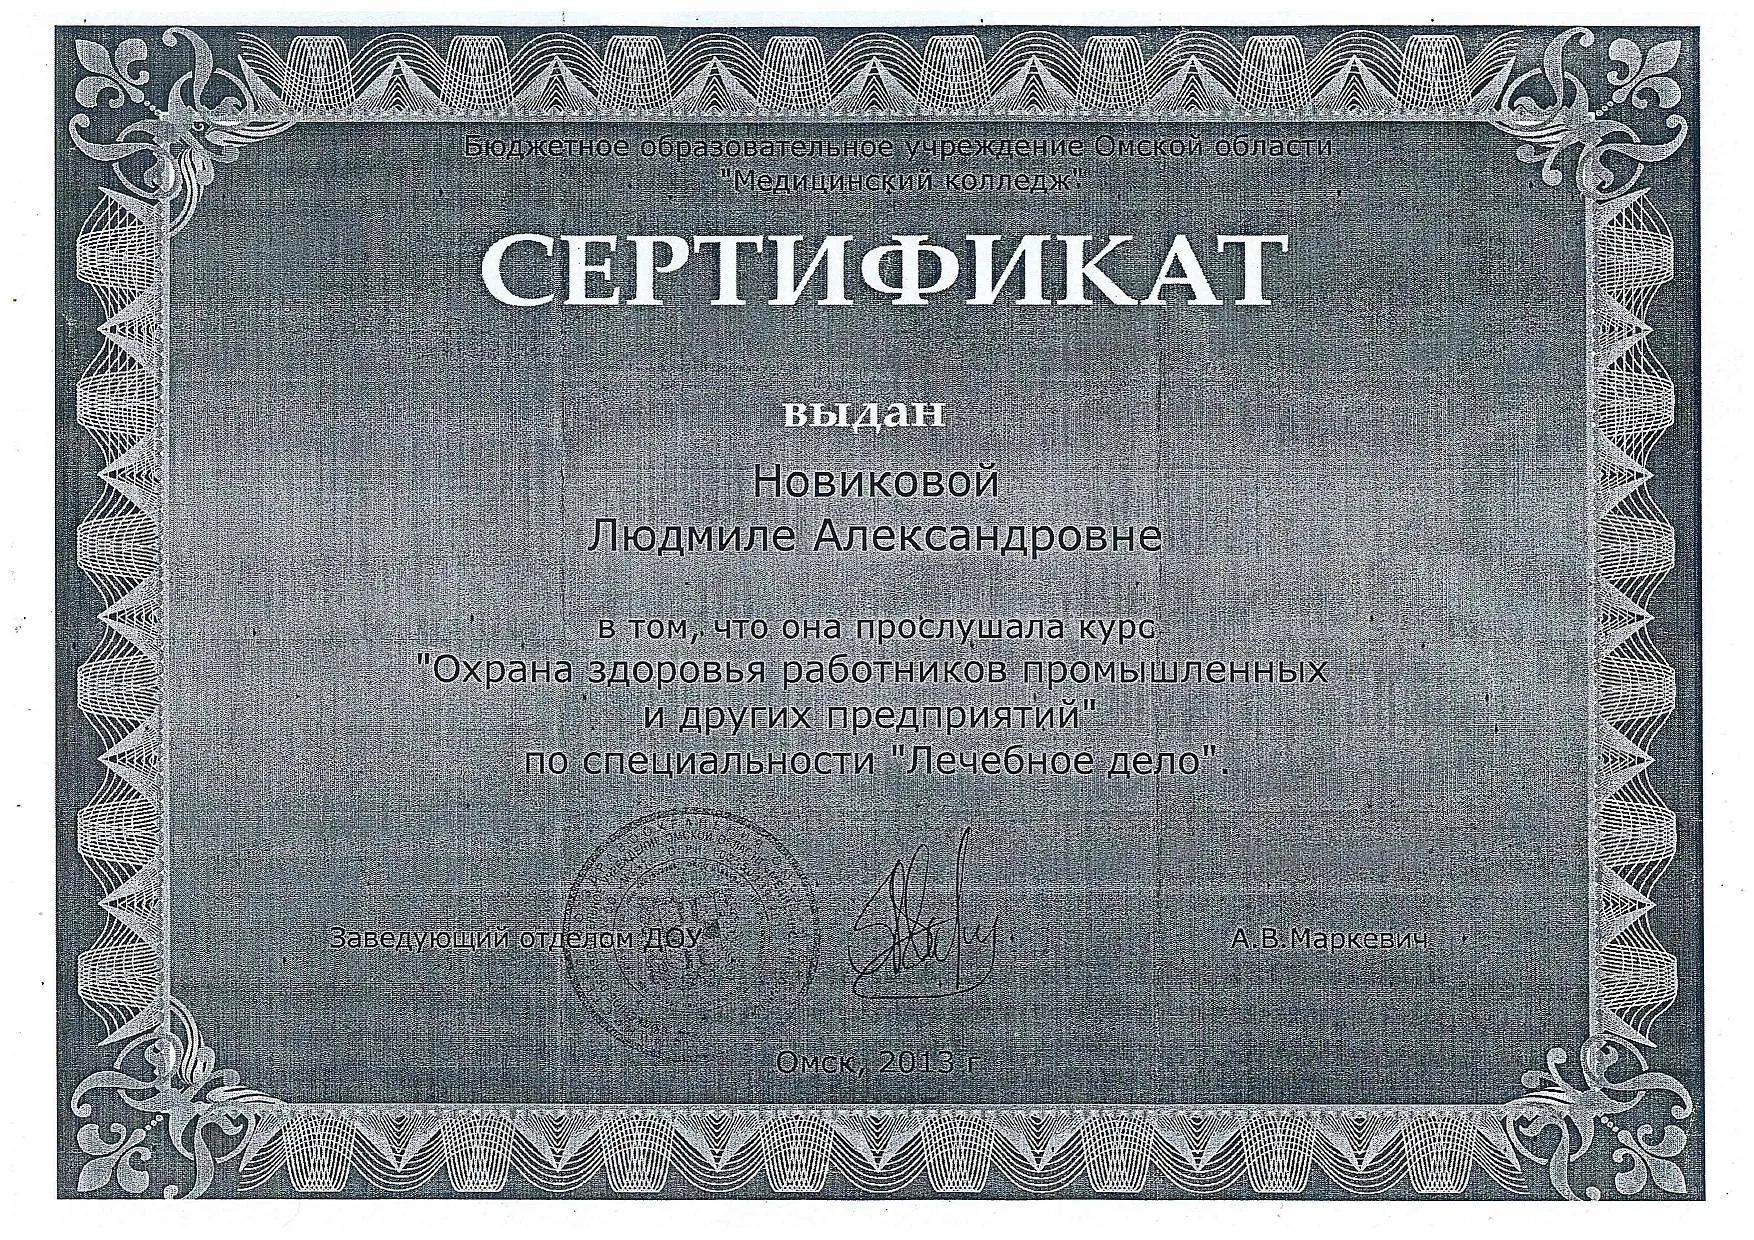 Бюджетное образовательное учреждение Омской области
"Медицинский колледж"
СЕРТИФИКАТ
выдан
Новиковой
Людмиле Александровне
в том, что она прослушала курс
"Охрана здоровья работников промышленных
и других предприятий"
по специальности "Лечебное дело".
Заведующий отделом ДОУ
А.В.Маркевич
Омск, 2013 г